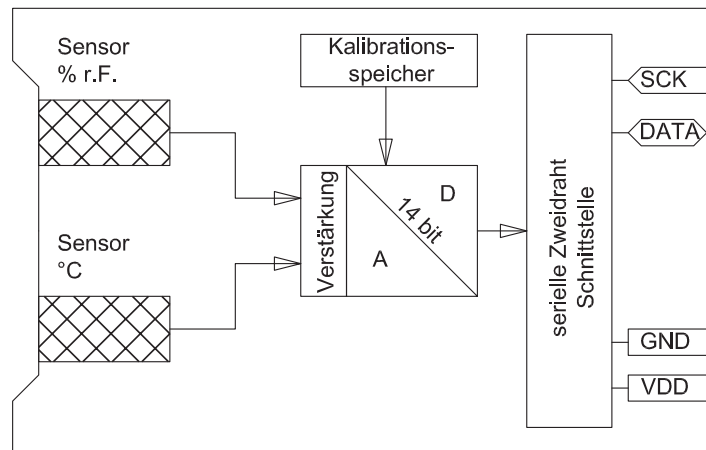 Sensor
% r.F.
Kalibrations-
speicher
SCK
DATA
Verstärkung
D
14 bit
A
serielle Zweidraht
Schnittstelle
Sensor
°C
GND
VDD